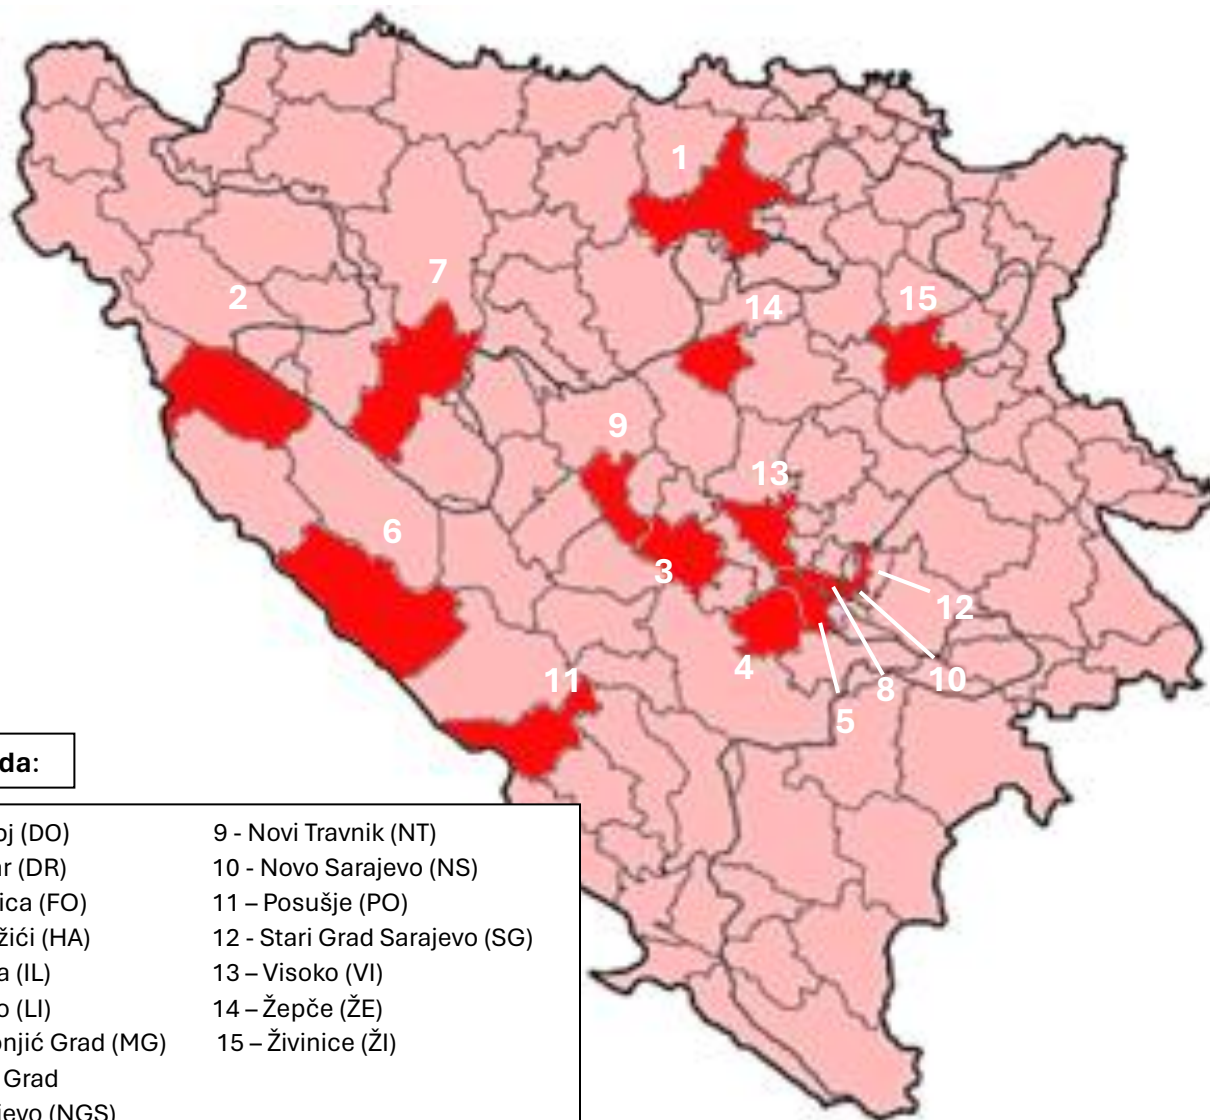 1
7
2
14
15
9
13
6
3
12
11
4
10
8
5
da:
oj (DO)
ar (DR)
ica (FO)
žići (HA)
a (IL)
o (LI)
onjić Grad (MG)
Grad
jevo (NGS)
9 - Novi Travnik (NT)
10 - Novo Sarajevo (NS)
11 – Posušje (PO)
12 - Stari Grad Sarajevo (SG)
13 – Visoko (VI)
14 – Žepče (ŽE)
15 – Živinice (ŽI)